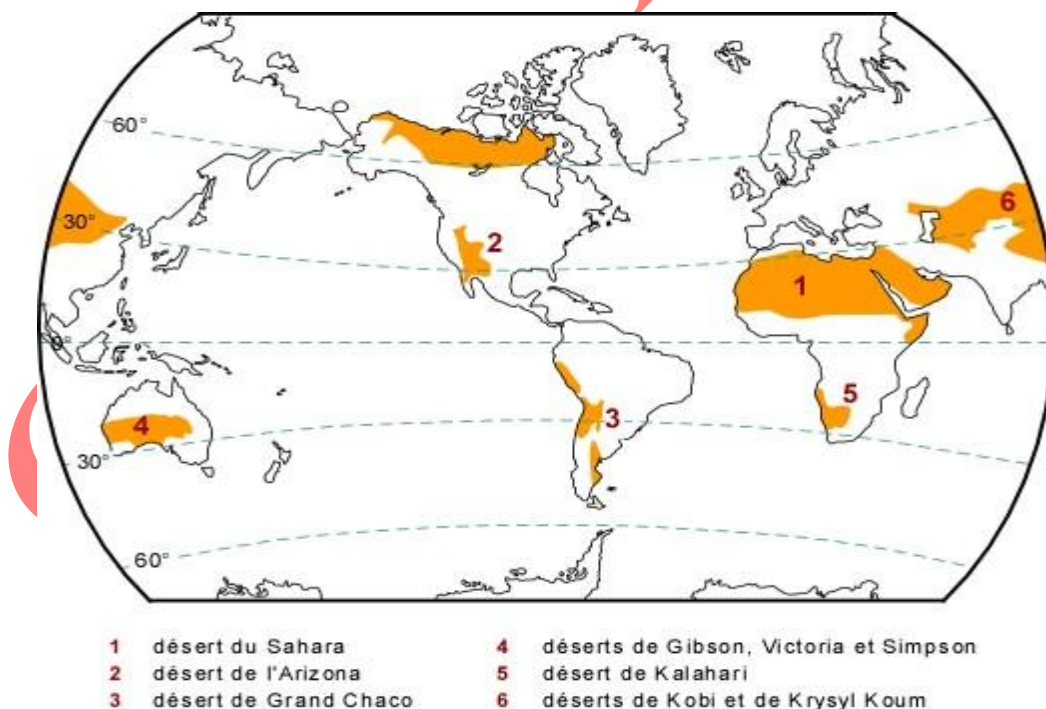 60°
30°
6
2
1
0°
5
3
4
30°
60°
1 désert du Sahara
2 désert de l'Arizona
3 désert de Grand Chaco
4 déserts de Gibson, Victoria et Simpson
5 désert de Kalahari
6 déserts de Kobi et de Krysyl Koum